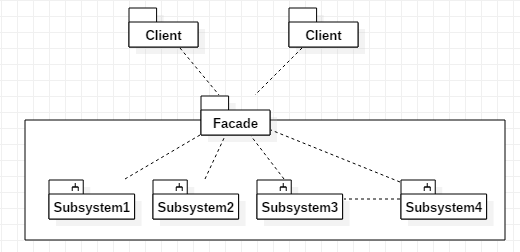 Client
Client
Facade
Subsystem1
Subsystem2
Subsystem3
Subsystem4